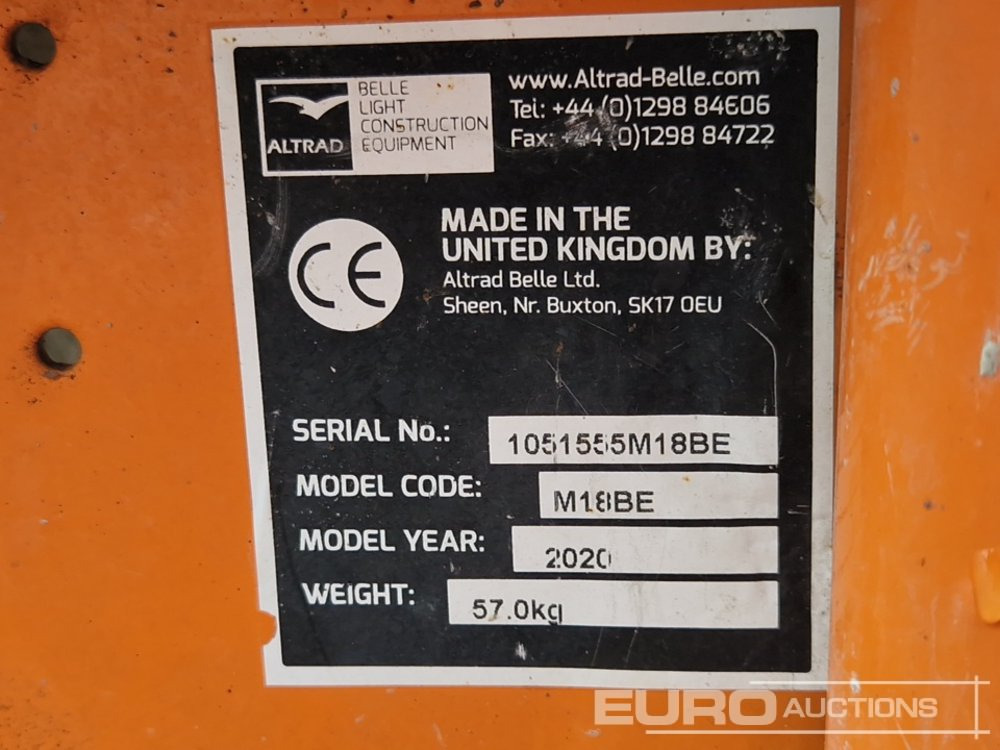 ALTRAD
BELLE
LIGHT
CONSTRUCTION
EQUIPMENT
www.Altrad-Belle.com
Tel: +44 (0)1298 84606
Fax: +44 (0)1298 84722
CE
MADE IN THE
UNITED KINGDOM BY:
Altrad Belle Ltd.
Sheen, Nr. Buxton, SK17 0EU
SERIAL No.: 1051555M18BE
MODEL CODE: M18BE
MODEL YEAR: 2020
WEIGHT: 57.0kg
EURO AUCTIONS